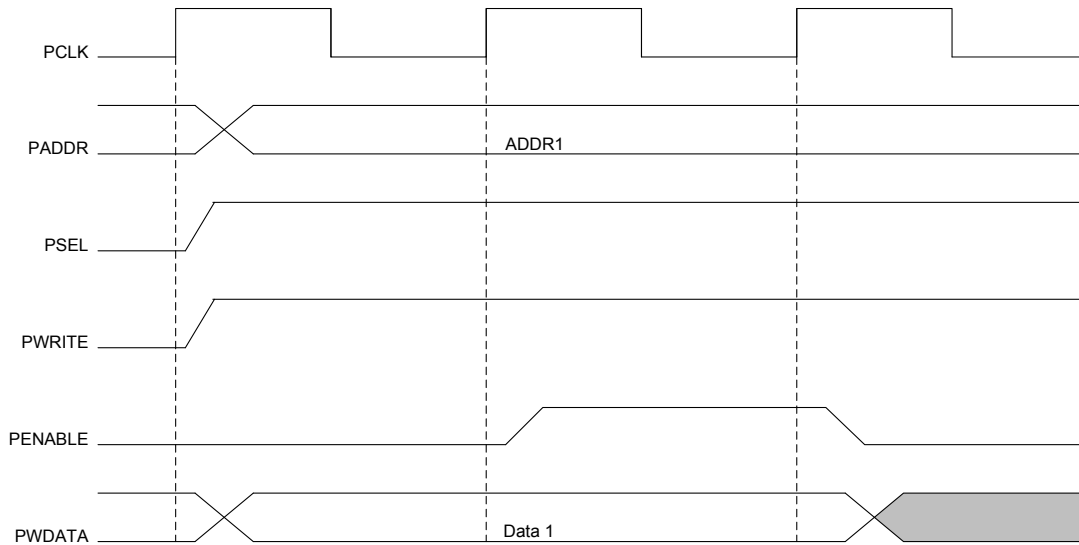 PCLK
PADDR
ADDR1
PSEL
PWRITE
PENABLE
PWDATA
Data 1